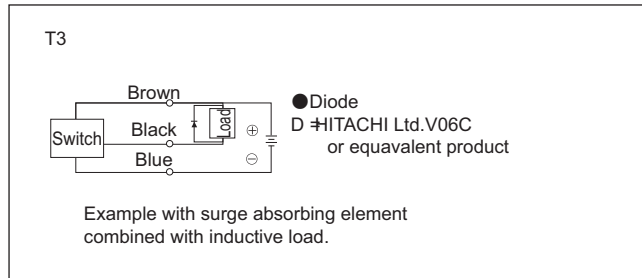 T3
Brown
●Diode
Load
D ≠HITACHI Ltd.V06C
Switch
Black
⊕
or equavalent product
Blue
⊖
Example with surge absorbing element
combined with inductive load.